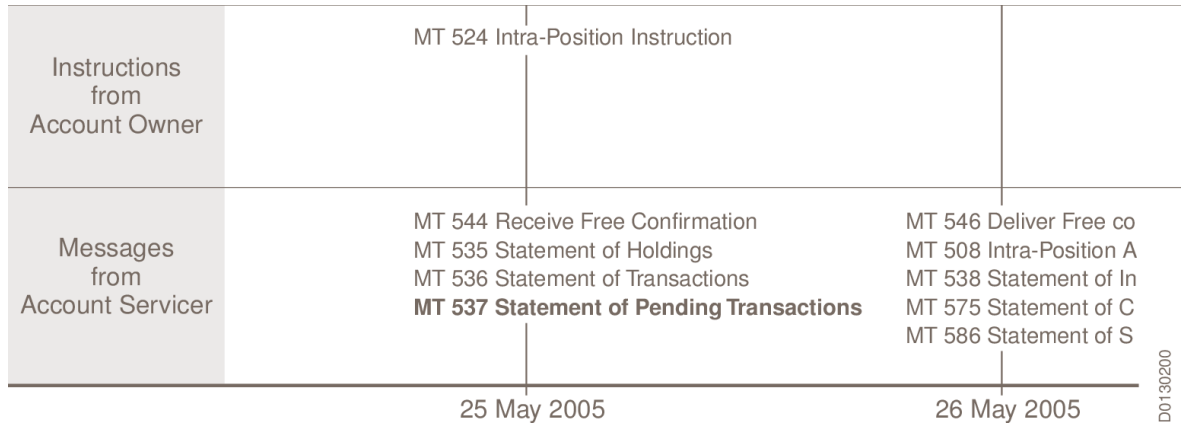 MT 524 Intra-Position Instruction
Instructions
from
Account Owner
MT 544 Receive Free Confirmation
MT 535 Statement of Holdings
MT 536 Statement of Transactions
MT 537 Statement of Pending Transactions
MT 546 Deliver Free co
MT 508 Intra-Position A
MT 538 Statement of In
MT 575 Statement of C
MT 586 Statement of S
Messages
from
Account Servicer
25 May 2005
26 May 2005
D0130200